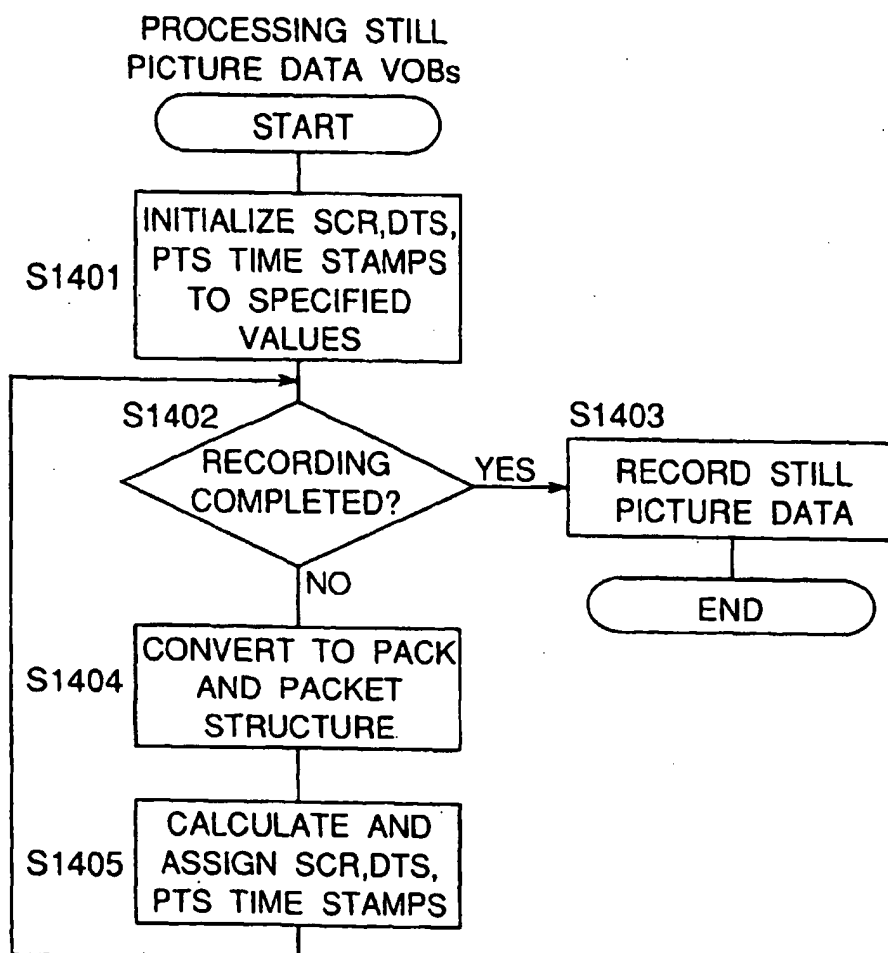 PROCESSING STILL
PICTURE DATA VOBs
START
S1401
INITIALIZE SCR,DTS,
PTS TIME STAMPS
TO SPECIFIED
VALUES
S1402
RECORDING
COMPLETED?
YES
S1403
RECORD STILL
PICTURE DATA
END
NO
S1404
CONVERT TO PACK
AND PACKET
STRUCTURE
S1405
CALCULATE AND
ASSIGN SCR,DTS,
PTS TIME STAMPS